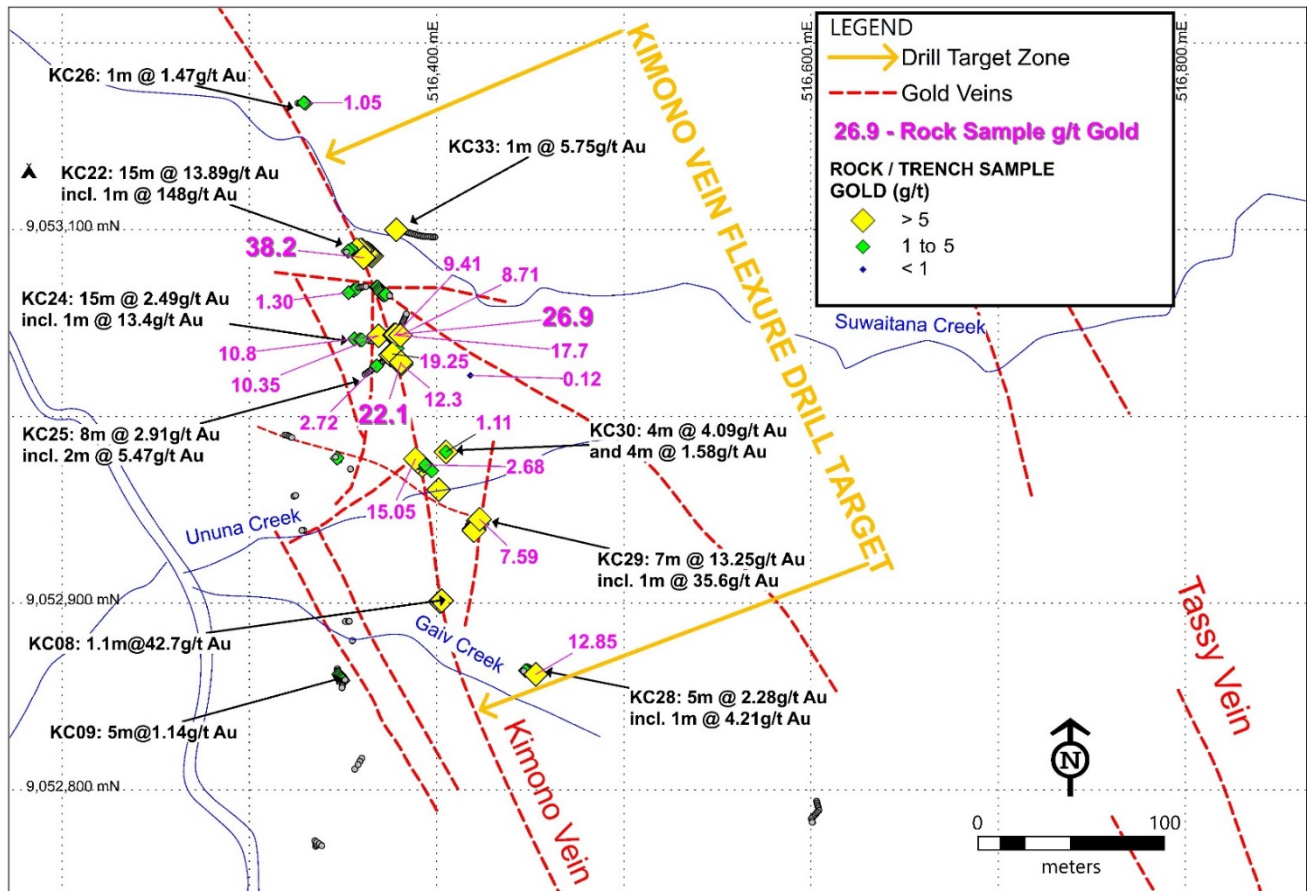 516,400 mE
516,600 mE
516,800 mE
LEGEND
Drill Target Zone
Gold Veins
26.9 - Rock Sample g/t Gold
ROCK / TRENCH SAMPLE
GOLD (g/t)
> 5
1 to 5
< 1
KC26: 1m @ 1.47g/t Au
1.05
KC33: 1m @ 5.75g/t Au
KC22: 15m @ 13.89g/t Au
incl. 1m @ 148g/t Au
KIMONO VEIN FLEXURE DRILL TARGET
9,053,100 mN
38.2
9.41
8.71
1.30
KC24: 15m @ 2.49g/t Au
incl. 1m @ 13.4g/t Au
26.9
Suwaitana Creek
10.8
17.7
19.25
10.35
0.12
12.3
2.72
22.1
KC25: 8m @ 2.91g/t Au
incl. 2m @ 5.47g/t Au
1.11
KC30: 4m @ 4.09g/t Au
and 4m @ 1.58g/t Au
2.68
15.05
Ununa Creek
7.59
KC29: 7m @ 13.25g/t Au
incl. 1m @ 35.6g/t Au
9,052,900 mN
Tassy Vein
KC08: 1.1m@42.7g/t Au
Gaiv Creek
12.85
KC28: 5m @ 2.28g/t Au
incl. 1m @ 4.21g/t Au
KC09: 5m@1.14g/t Au
Kimono Vein
N
9,052,800 mN
0 100
meters